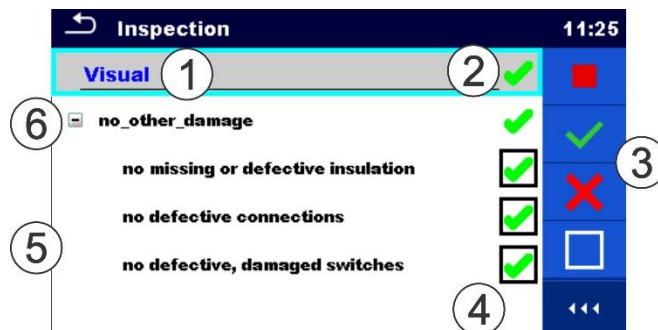 Inspection 11:25
Visual 1 2
6 no_other_damage
3
no missing or defective insulation
no defective connections
5
no defective, damaged switches
4